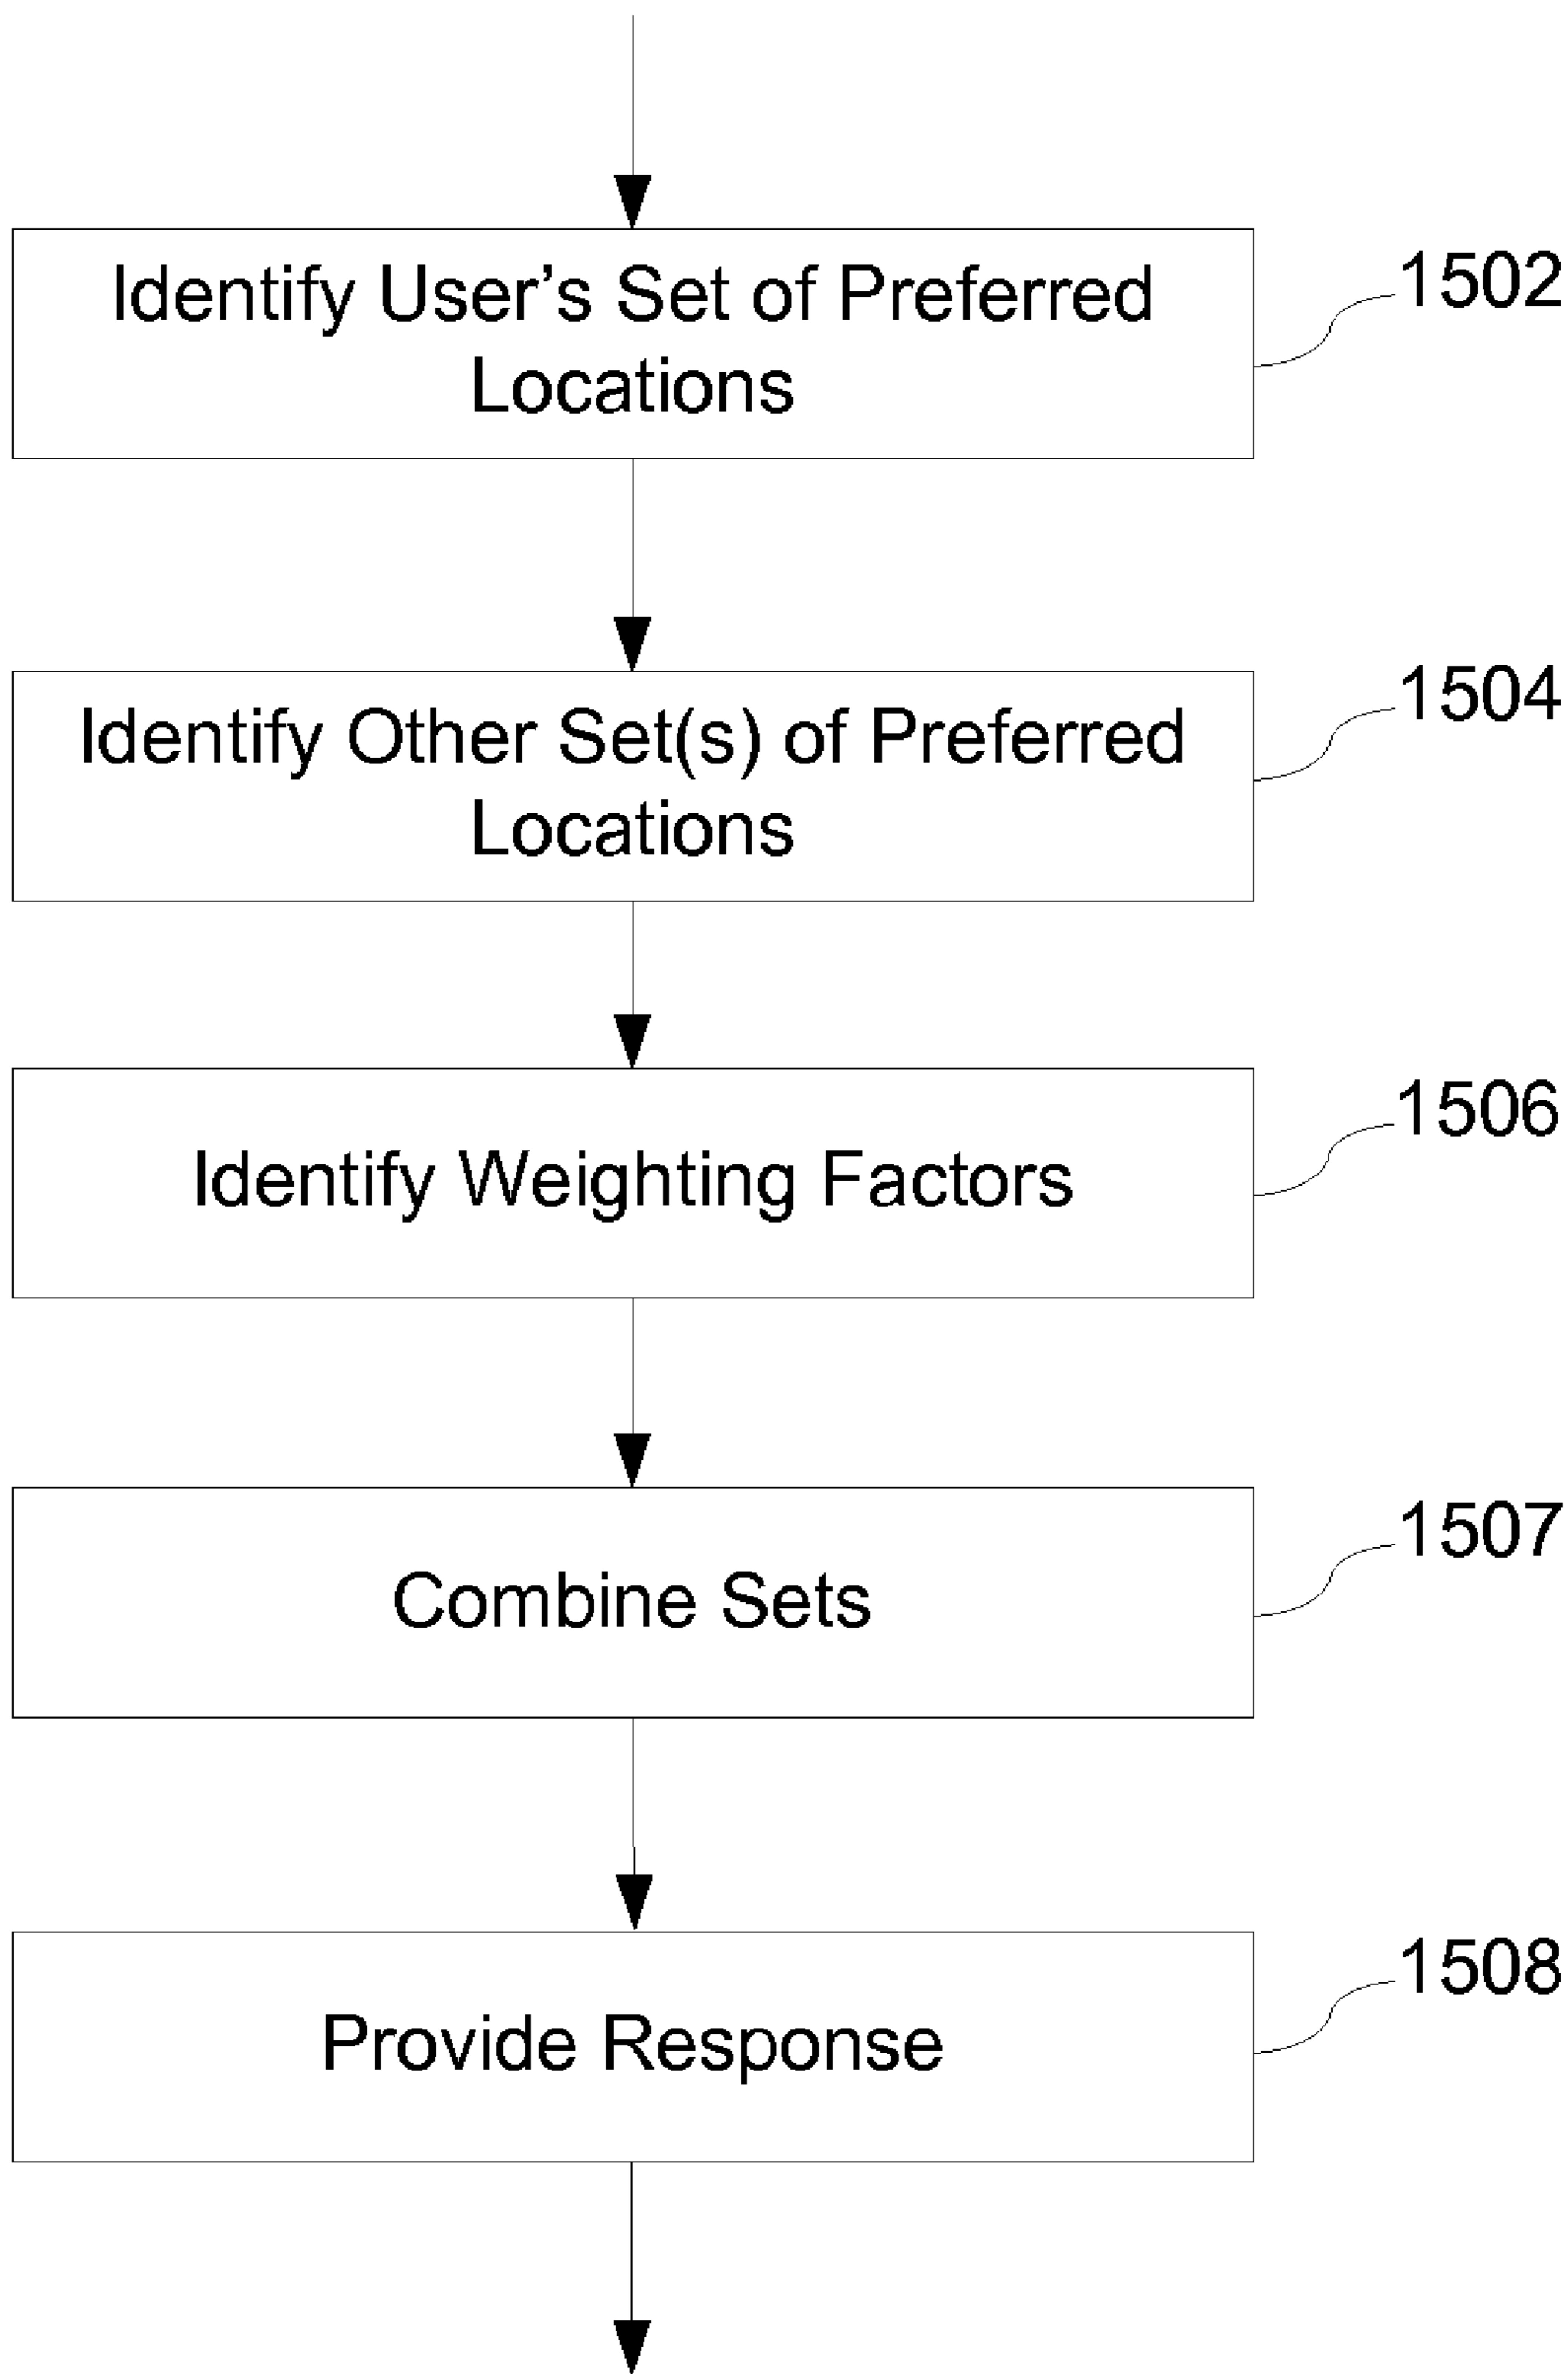 Identify User’s Set of Preferred
Locations
1502
Identify Other Set(s) of Preferred
Locations
1504
Identify Weighting Factors
1506
Combine Sets
1507
Provide Response
1508